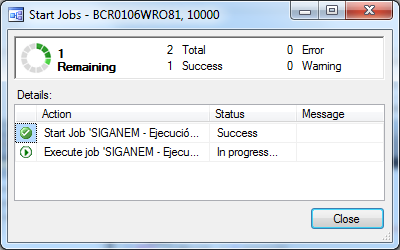 Start Jobs - BCR0106WRO81, 10000
1 Remaining
2 Total 0 Error
1 Success 0 Warning
Details:
Action Status Message
Start Job 'SIGANEM - Ejecució... Success
Execute job 'SIGANEM - Ejecu... In progress...
Close